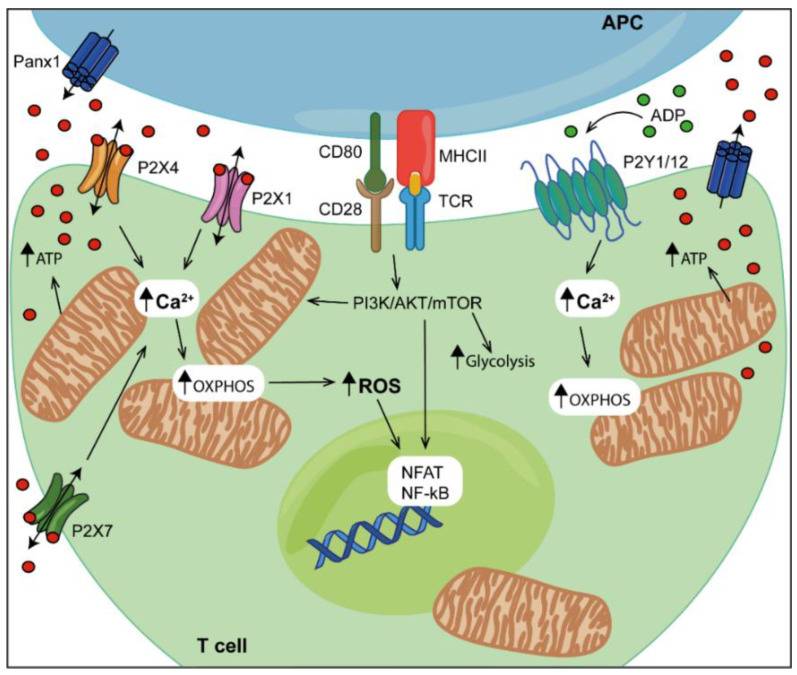 APC
Panx1
ADP
CD80
MHCII
P2X4
P2Y1/12
P2X1
CD28
TCR
ATP
ATP
Ca²⁺
PI3K/AKT/mTOR
Ca²⁺
Glycolysis
OXPHOS
ROS
OXPHOS
NFAT
NF-kB
P2X7
T cell